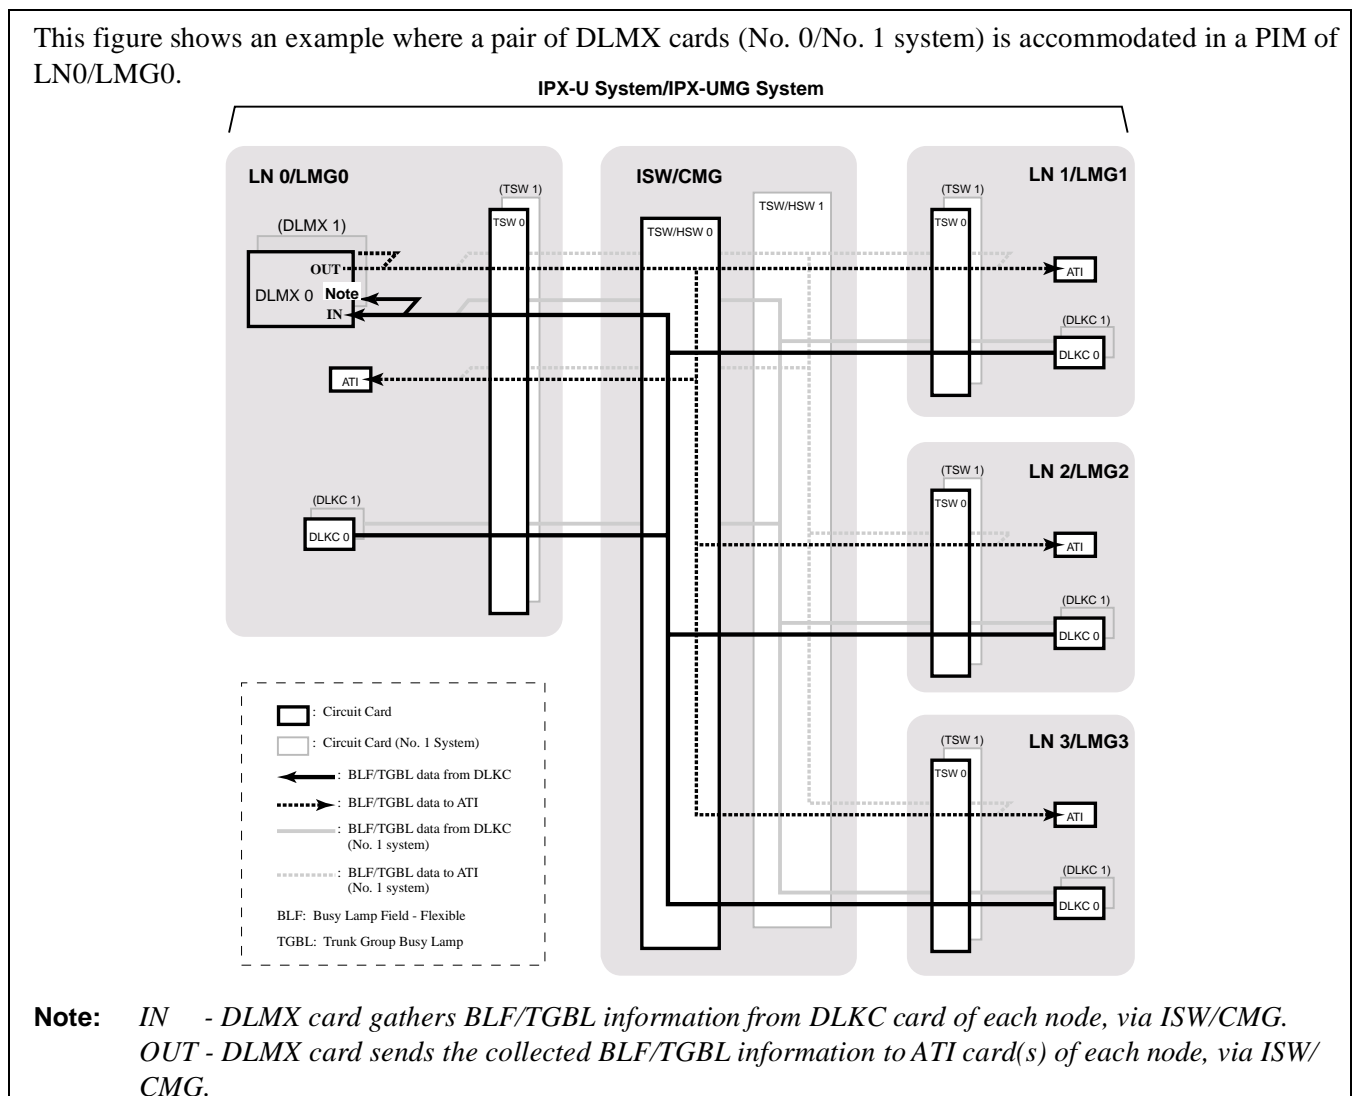 This figure shows an example where a pair of DLMX cards (No. 0/No. 1 system) is accommodated in a PIM of
LN0/LMG0.
IPX-U System/IPX-UMG System
LN 0/LMG0
(DLMX 1)
OUT
DLMX 0
Note
IN
ATI
(DLKC 1)
DLKC 0
(TSW 1)
TSW 0
ISW/CMG
TSW/HSW 0
TSW/HSW 1
LN 1/LMG1
(TSW 1)
TSW 0
ATI
(DLKC 1)
DLKC 0
LN 2/LMG2
(TSW 1)
TSW 0
ATI
(DLKC 1)
DLKC 0
LN 3/LMG3
(TSW 1)
TSW 0
ATI
(DLKC 1)
DLKC 0
: Circuit Card
: Circuit Card (No. 1 System)
: BLF/TGBL data from DLKC
: BLF/TGBL data to ATI
: BLF/TGBL data from DLKC
(No. 1 system)
: BLF/TGBL data to ATI
(No. 1 system)
BLF: Busy Lamp Field - Flexible
TGBL: Trunk Group Busy Lamp
Note: IN - DLMX card gathers BLF/TGBL information from DLKC card of each node, via ISW/CMG.
OUT - DLMX card sends the collected BLF/TGBL information to ATI card(s) of each node, via ISW/
CMG.